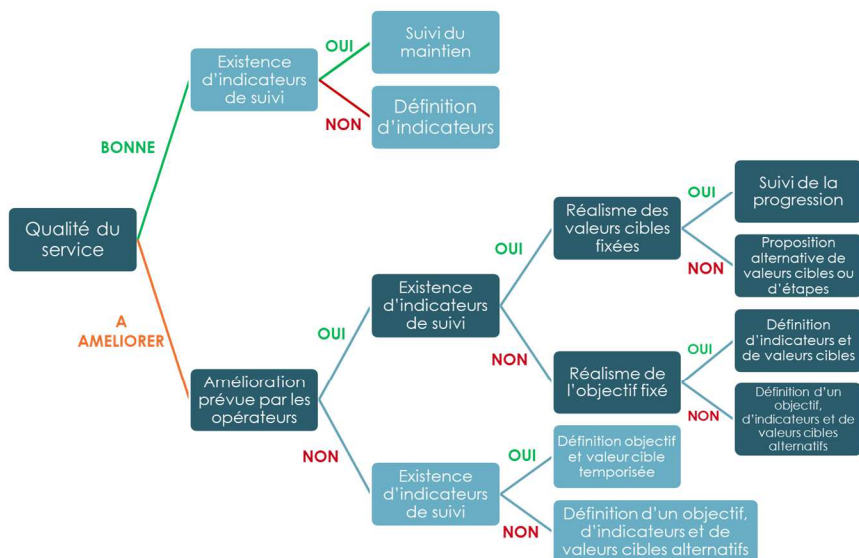 Qualité du
service
BONNE
A
AMELIORER
Existence
d'indicateurs
de suivi
OUI
NON
Suivi du
maintien
Définition
d'indicateurs
Amélioration
prévue par les
opérateurs
OUI
NON
Existence
d'indicateurs
de suivi
OUI
NON
Réalisme des
valeurs cibles
fixées
OUI
NON
Suivi de la
progression
Proposition
alternative de
valeurs cibles ou
d'étapes
Réalisme de
l'objectif fixé
OUI
NON
Définition
d'indicateurs et
de valeurs cibles
Définition d'un
objectif,
d'indicateurs et de
valeurs cibles
alternatifs
Existence
d'indicateurs
de suivi
OUI
NON
Définition objectif
et valeur cible
temporisée
Définition d'un objectif,
d'indicateurs et de
valeurs cibles alternatifs